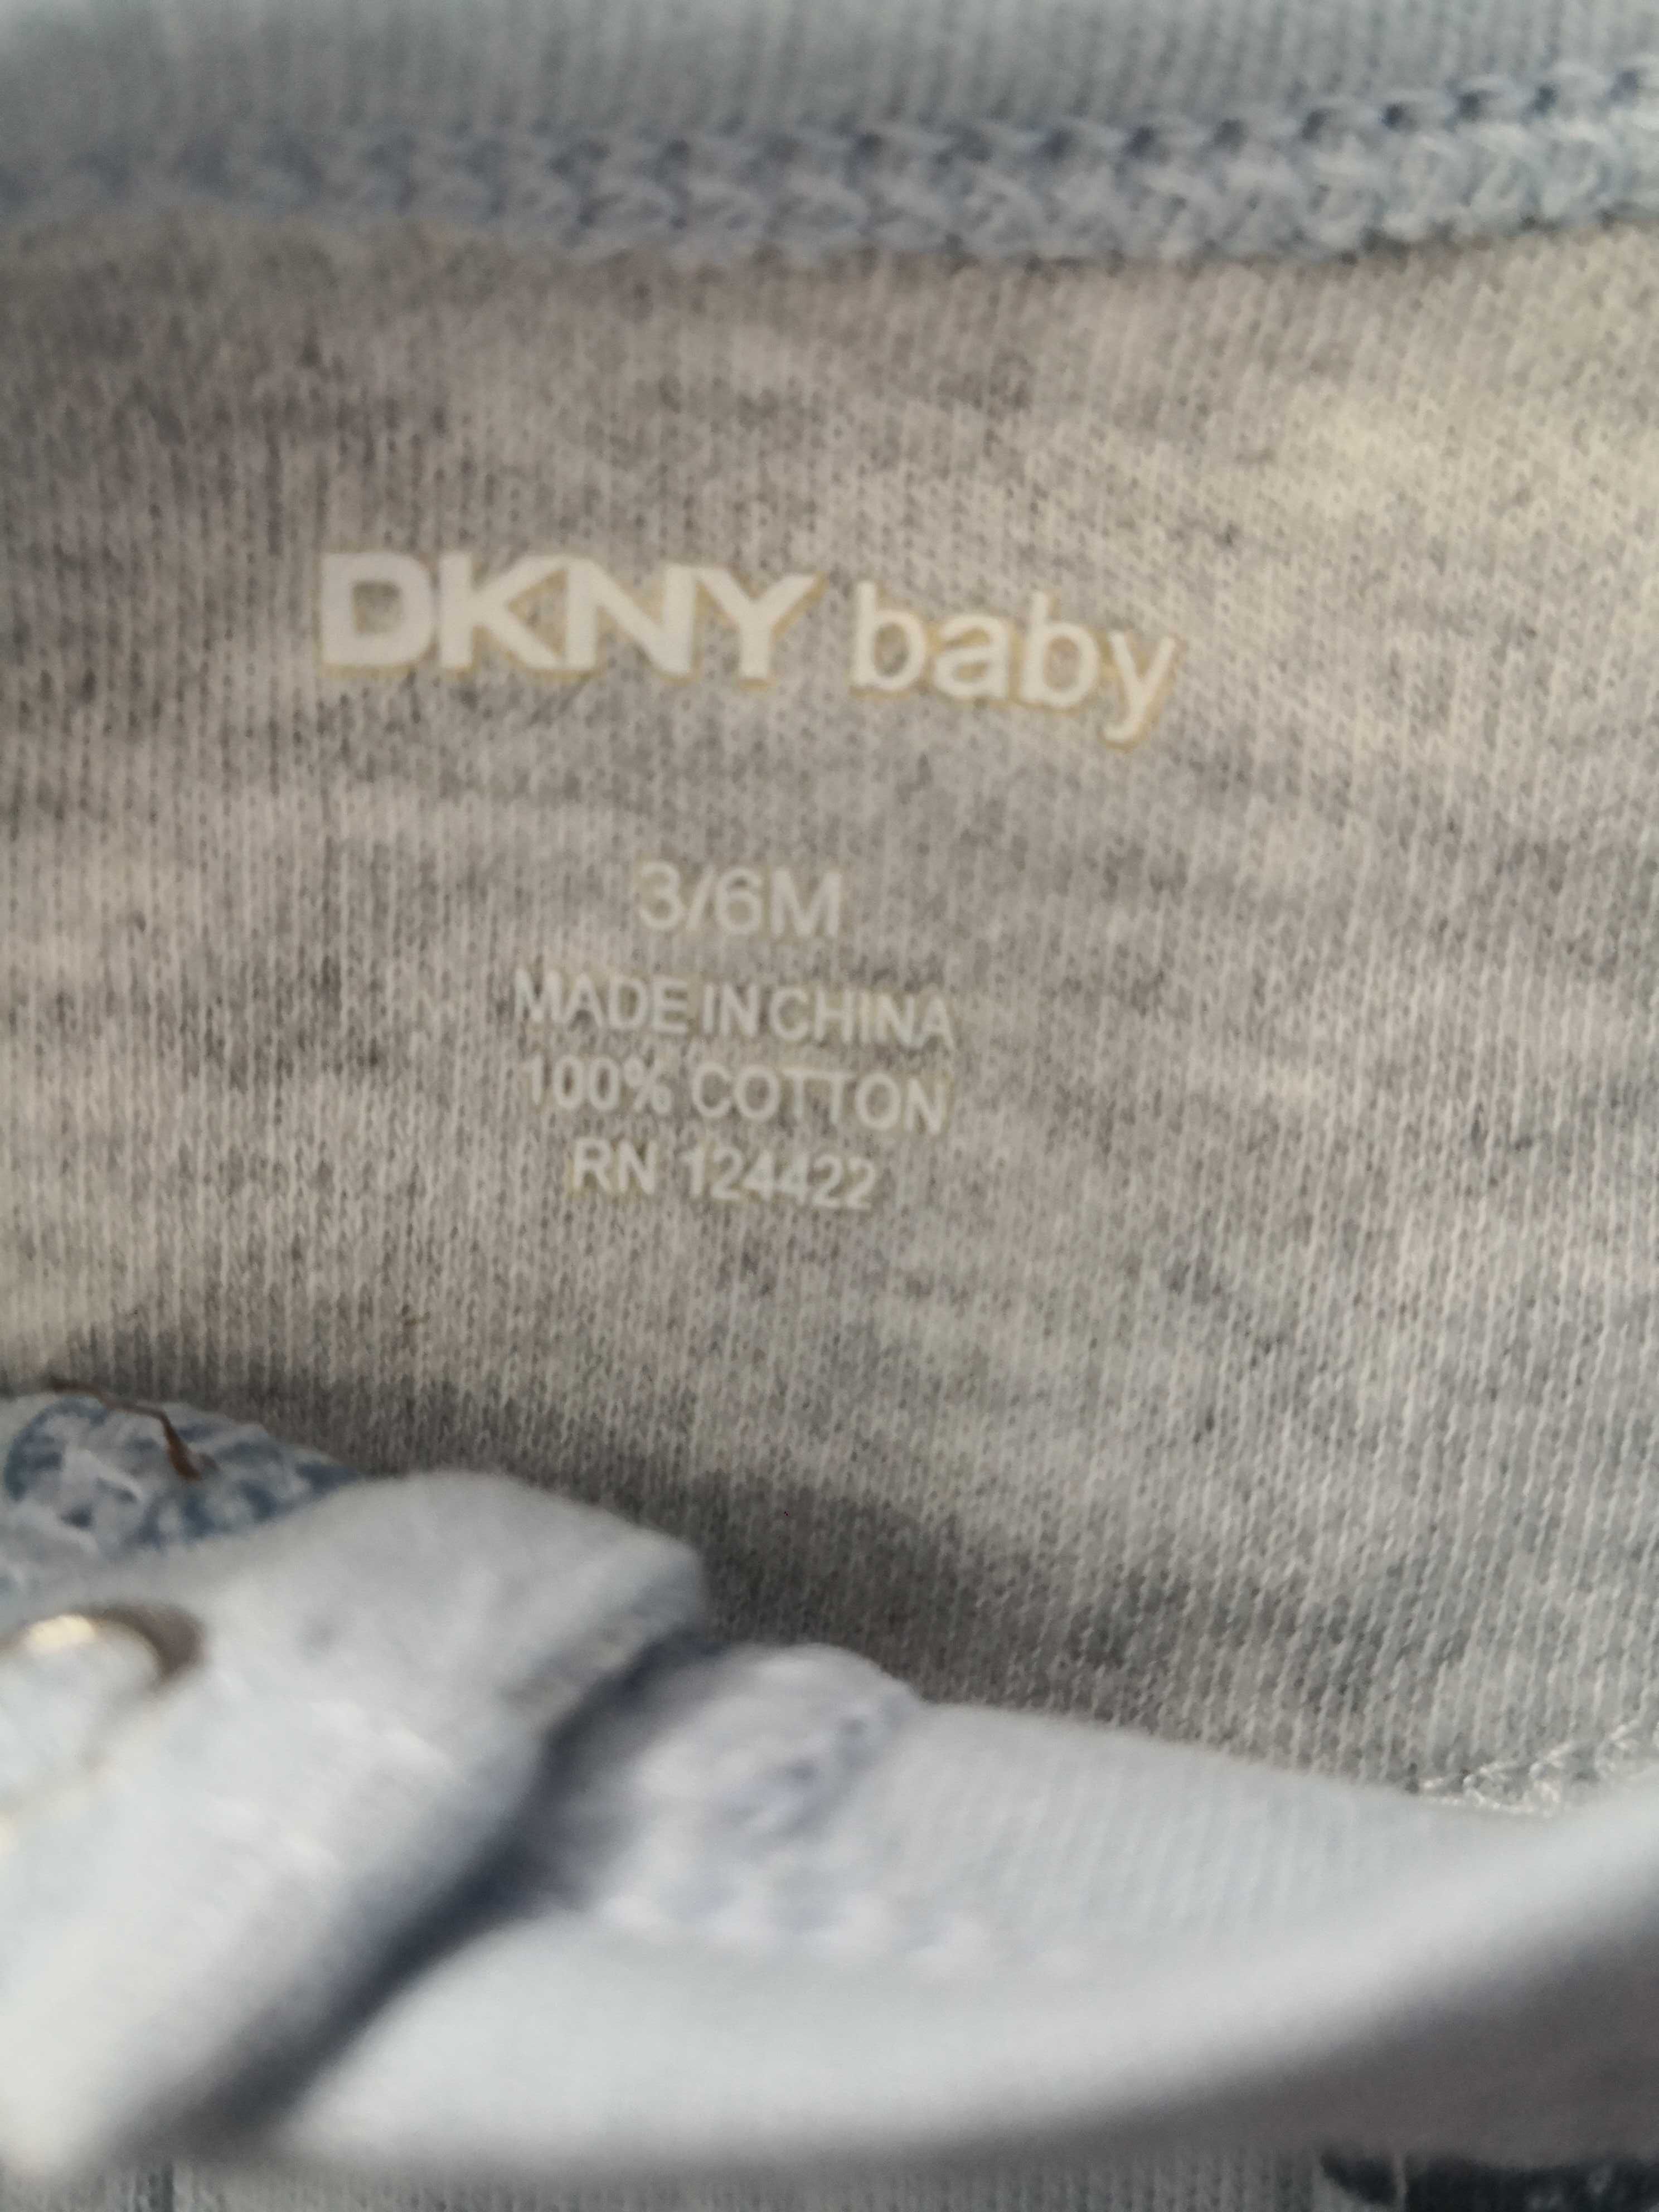 DKNY baby
3/6M
MADE IN CHINA
100% COTTON
RN 124422